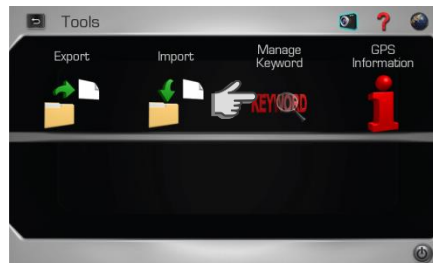 Tools
Export
Import
Manage
Keyword
GPS
Information
KEYWORD